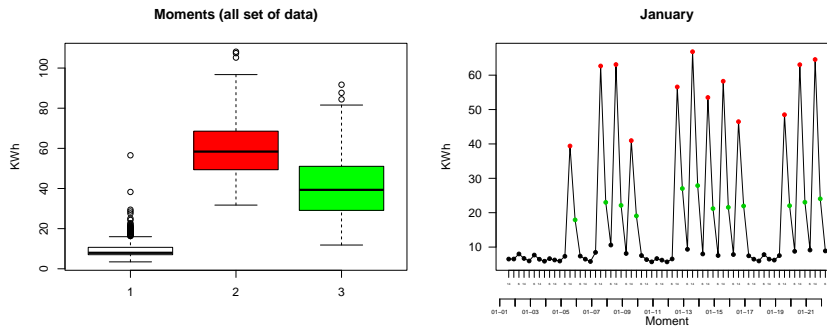 Moments (all set of data)
KWh
0 20 40 60 80 100
1 2 3
January
KWh
10 20 30 40 50 60
01−01 01−03 01−05 01−07 01−09 01−11 01−13 01−15 01−17 01−19 01−21
Moment